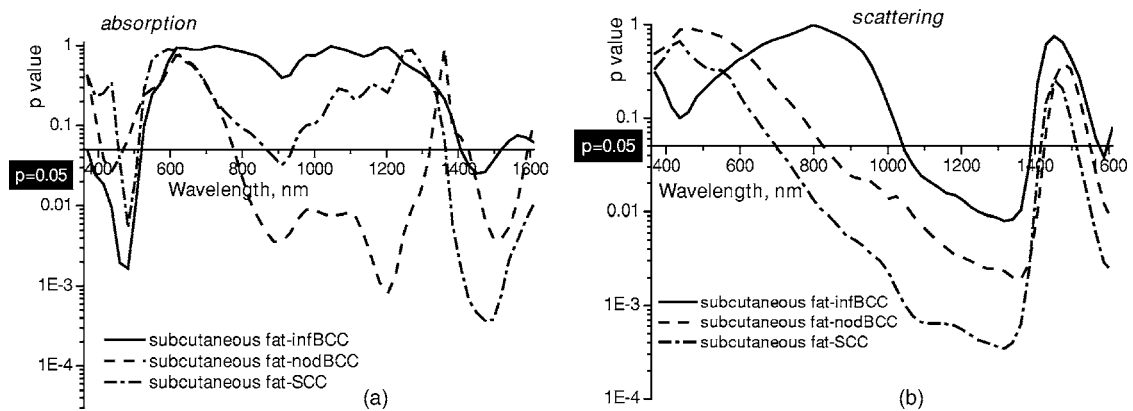 absorption
p value
1
0.1
p=0.05
0.01
1E-3
1E-4
400 600 800 1000 1200 1400 1600
Wavelength, nm
subcutaneous fat-infBCC
subcutaneous fat-nodBCC
subcutaneous fat-SCC
(a)
scattering
p value
1
0.1
p=0.05
0.01
1E-3
1E-4
400 600 800 1000 1200 1400 1600
Wavelength, nm
subcutaneous fat-infBCC
subcutaneous fat-nodBCC
subcutaneous fat-SCC
(b)